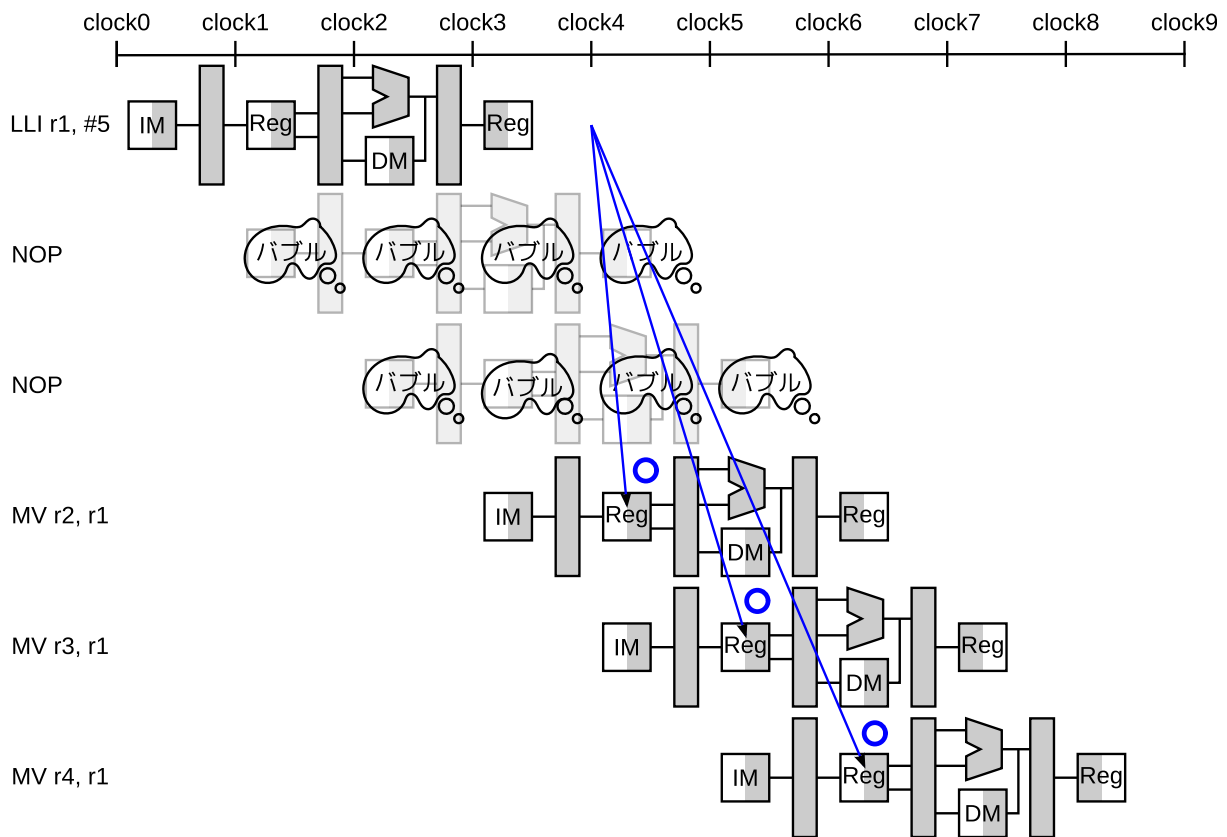 clock0 clock1 clock2 clock3 clock4 clock5 clock6 clock7 clock8 clock9
LLI r1, #5 IM Reg DM Reg
NOP バブル バブル バブル バブル
NOP バブル バブル バブル バブル
MV r2, r1 IM Reg DM Reg
MV r3, r1 IM Reg DM Reg
MV r4, r1 IM Reg DM Reg